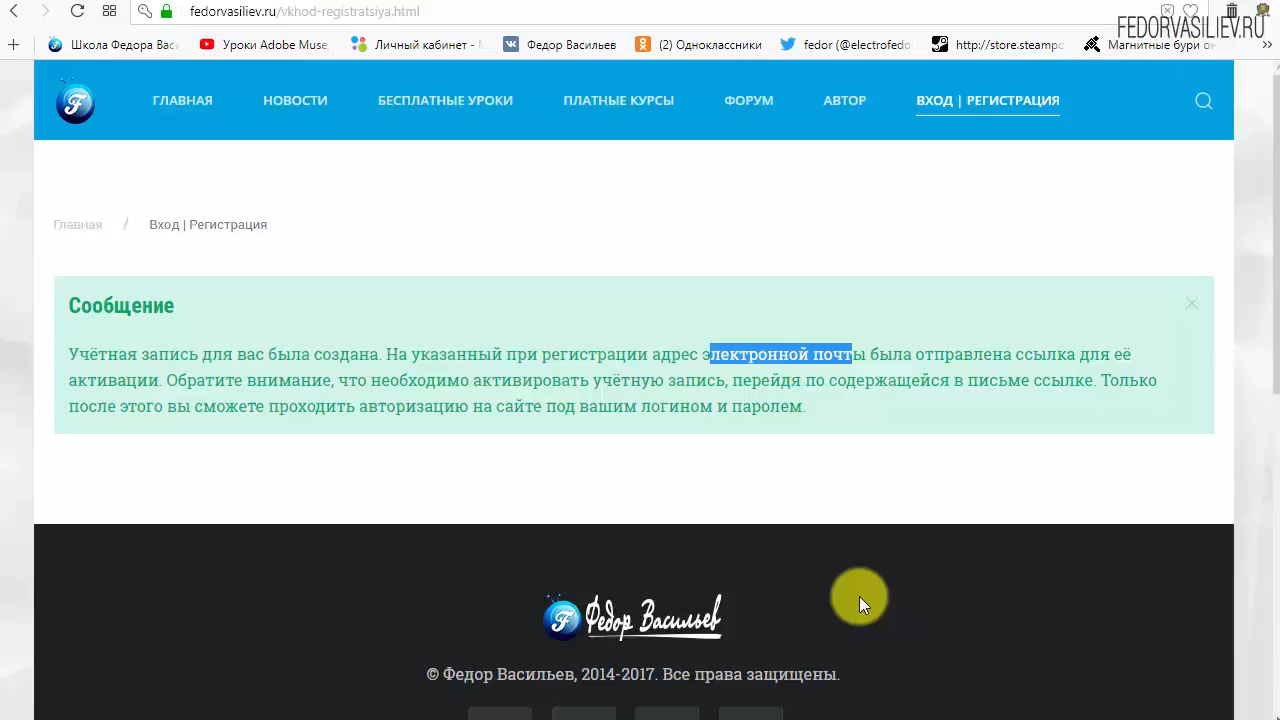 fedorvasiliev.ru/vkhod-registratsiya.html
FEDORVASILIEV.RU
Школа Федора Васи
Уроки Adobe Muse,
Личный кабинет - М
Федор Васильев
(2) Одноклассники
fedor (@electrofedo
http://store.steampo
Магнитные бури он
ГЛАВНАЯ
НОВОСТИ
БЕСПЛАТНЫЕ УРОКИ
ПЛАТНЫЕ КУРСЫ
ФОРУМ
АВТОР
ВХОД | РЕГИСТРАЦИЯ
Главная / Вход | Регистрация
Сообщение
Учётная запись для вас была создана. На указанный при регистрации адрес электронной почты была отправлена ссылка для её
активации. Обратите внимание, что необходимо активировать учётную запись, перейдя по содержащейся в письме ссылке. Только
после этого вы сможете проходить авторизацию на сайте под вашим логином и паролем.
Федор Васильев
© Федор Васильев, 2014-2017. Все права защищены.